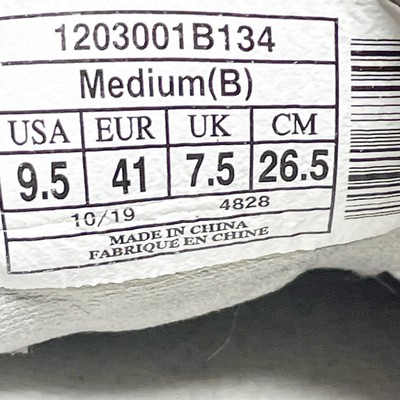 1203001B134
Medium(B)
USA EUR UK CM
9.5 41 7.5 26.5
10/19 4828
MADE IN CHINA
FABRIQUE EN CHINE